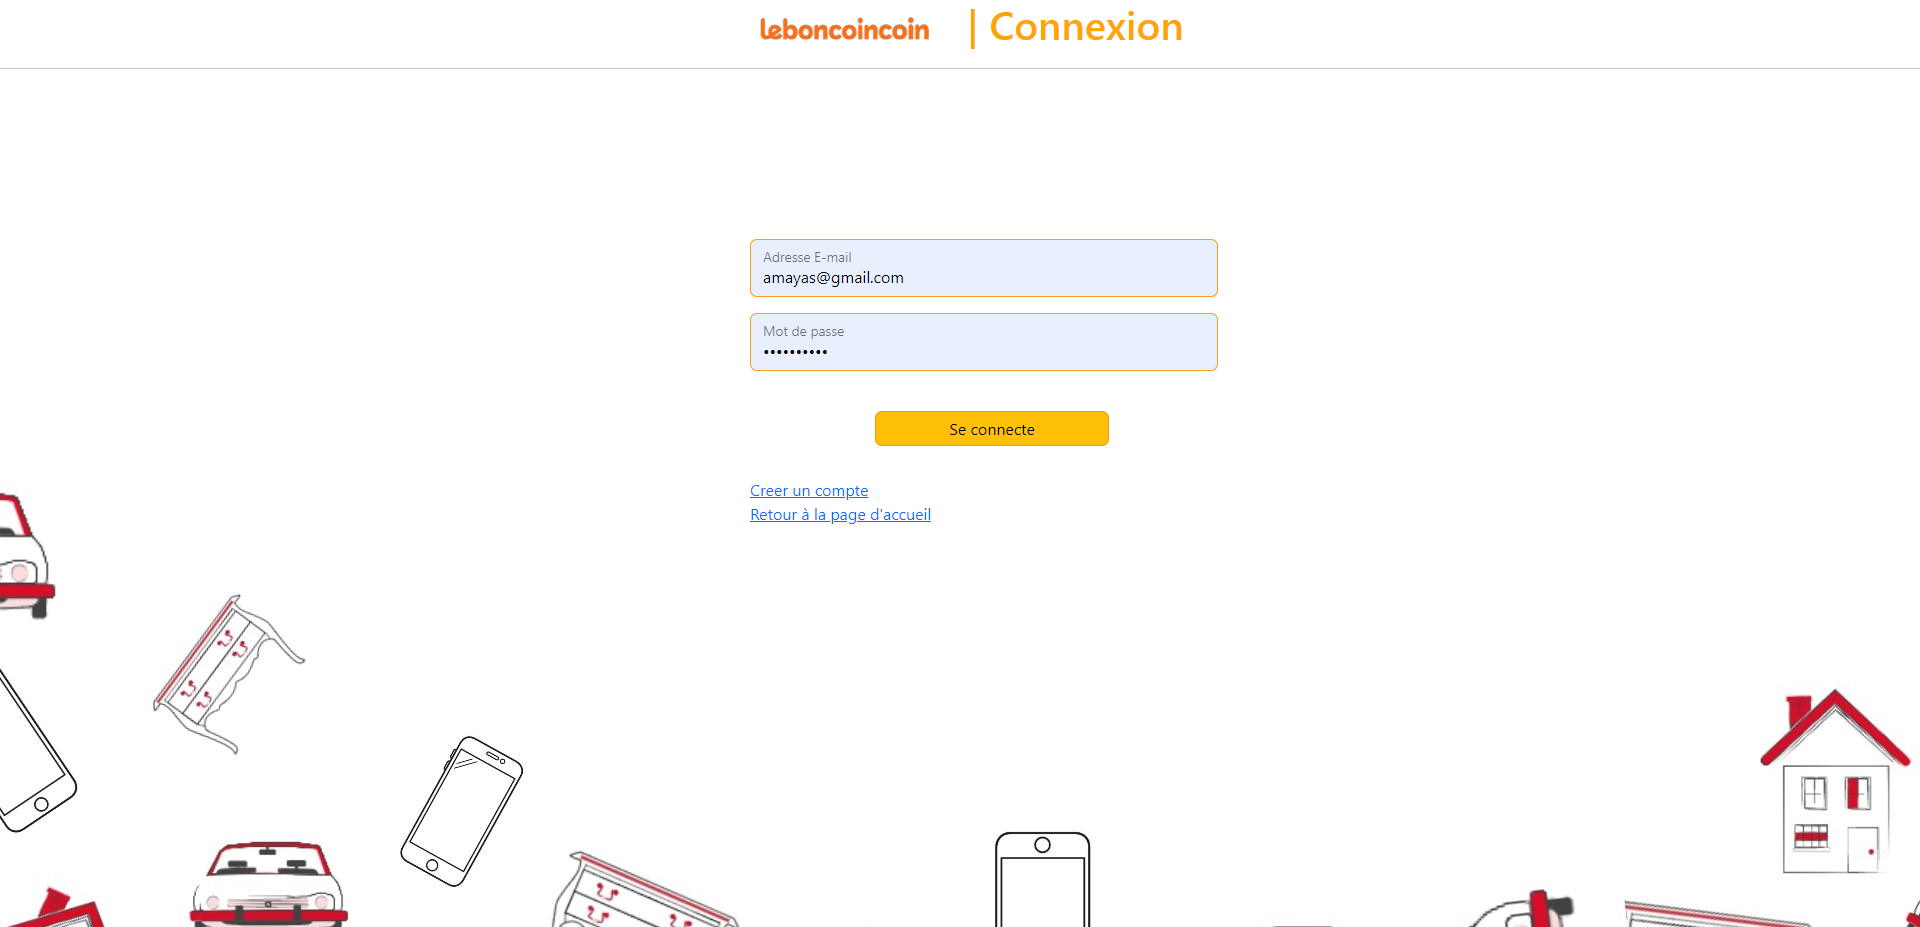 leboncoincoin | Connexion
Adresse E-mail
amayas@gmail.com
Mot de passe
••••••••••
Se connecte
Creer un compte
Retour à la page d'accueil